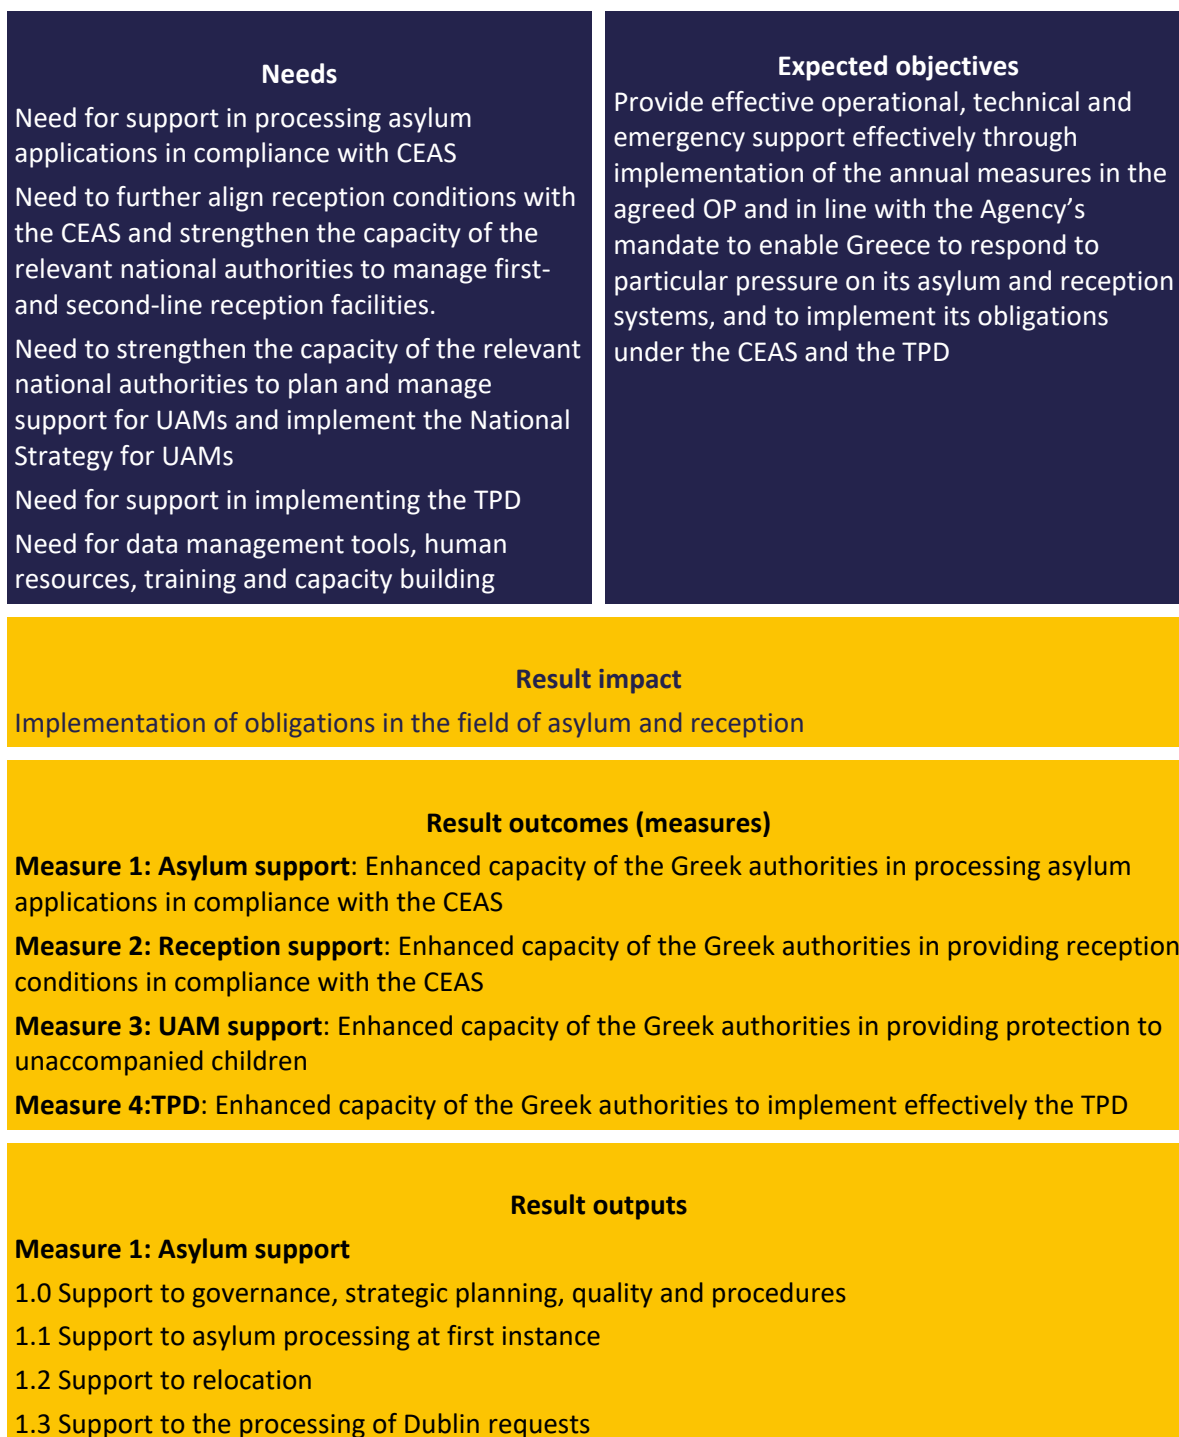 Needs
Need for support in processing asylum
applications in compliance with CEAS
Need to further align reception conditions with
the CEAS and strengthen the capacity of the
relevant national authorities to manage first-
and second-line reception facilities.
Need to strengthen the capacity of the relevant
national authorities to plan and manage
support for UAMs and implement the National
Strategy for UAMs
Need for support in implementing the TPD
Need for data management tools, human
resources, training and capacity building
Expected objectives
Provide effective operational, technical and
emergency support effectively through
implementation of the annual measures in the
agreed OP and in line with the Agency’s
mandate to enable Greece to respond to
particular pressure on its asylum and reception
systems, and to implement its obligations
under the CEAS and the TPD
Result impact
Implementation of obligations in the field of asylum and reception
Result outcomes (measures)
Measure 1: Asylum support: Enhanced capacity of the Greek authorities in processing asylum
applications in compliance with the CEAS
Measure 2: Reception support: Enhanced capacity of the Greek authorities in providing reception
conditions in compliance with the CEAS
Measure 3: UAM support: Enhanced capacity of the Greek authorities in providing protection to
unaccompanied children
Measure 4:TPD: Enhanced capacity of the Greek authorities to implement effectively the TPD
Result outputs
Measure 1: Asylum support
1.0 Support to governance, strategic planning, quality and procedures
1.1 Support to asylum processing at first instance
1.2 Support to relocation
1.3 Support to the processing of Dublin requests